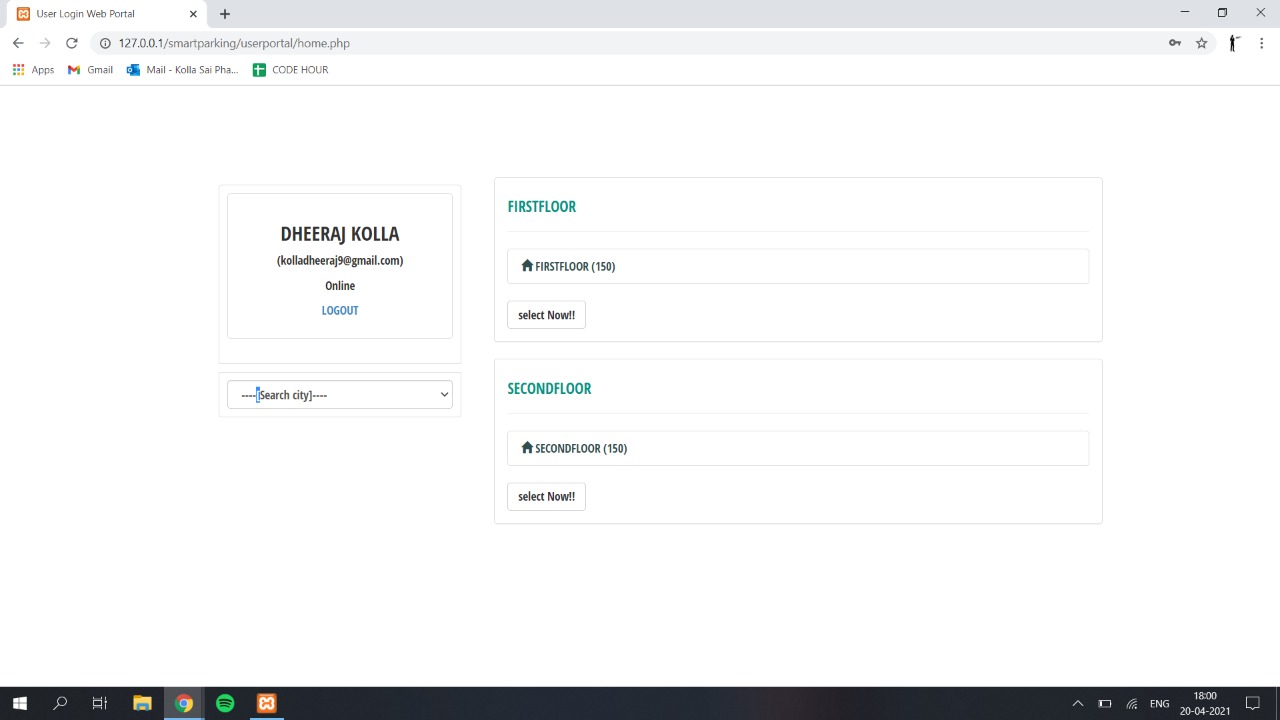 User Login Web Portal
127.0.0.1/smartparking/userportal/home.php
Apps
Gmail
Mail - Kolla Sai Pha...
CODE HOUR
DHEERAJ KOLLA
(kolladheeraj9@gmail.com)
Online
LOGOUT
----[Search city]----
FIRSTFLOOR
FIRSTFLOOR (150)
select Now!!
SECONDFLOOR
SECONDFLOOR (150)
select Now!!
ENG
18:00
20-04-2021